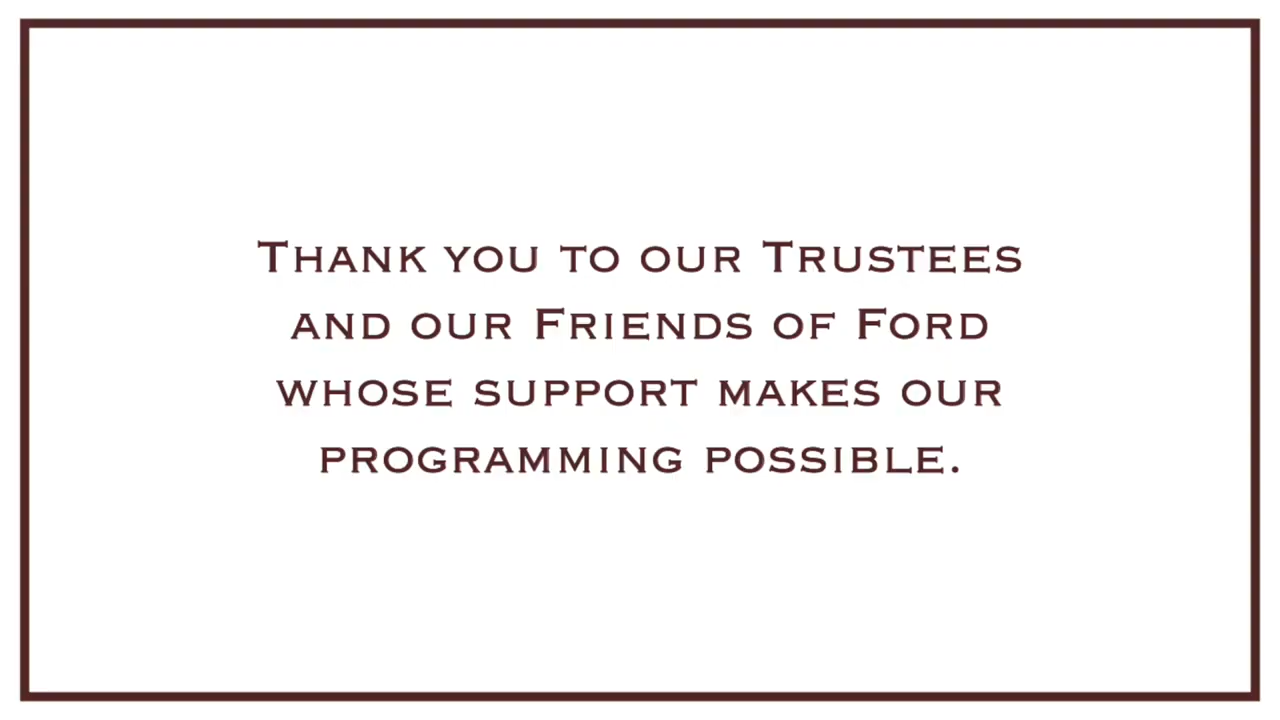 Thank you to our Trustees
and our Friends of Ford
whose support makes our
programming possible.